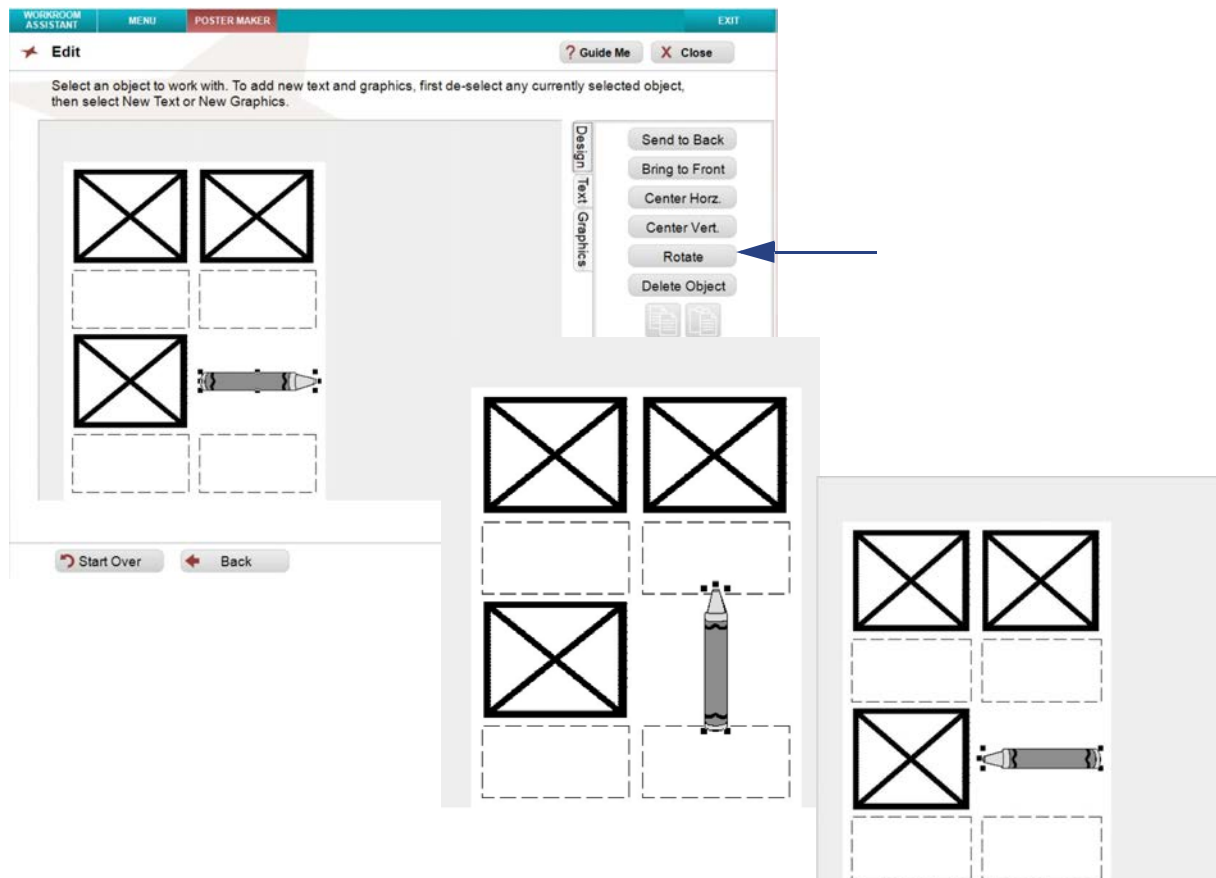 WORKROOM
ASSISTANT
MENU
POSTER MAKER
EXIT
Edit
? Guide Me
X Close
Select an object to work with. To add new text and graphics, first de-select any currently selected object,
then select New Text or New Graphics.
Design
Text
Graphics
Send to Back
Bring to Front
Center Horz.
Center Vert.
Rotate
Delete Object
Start Over
Back